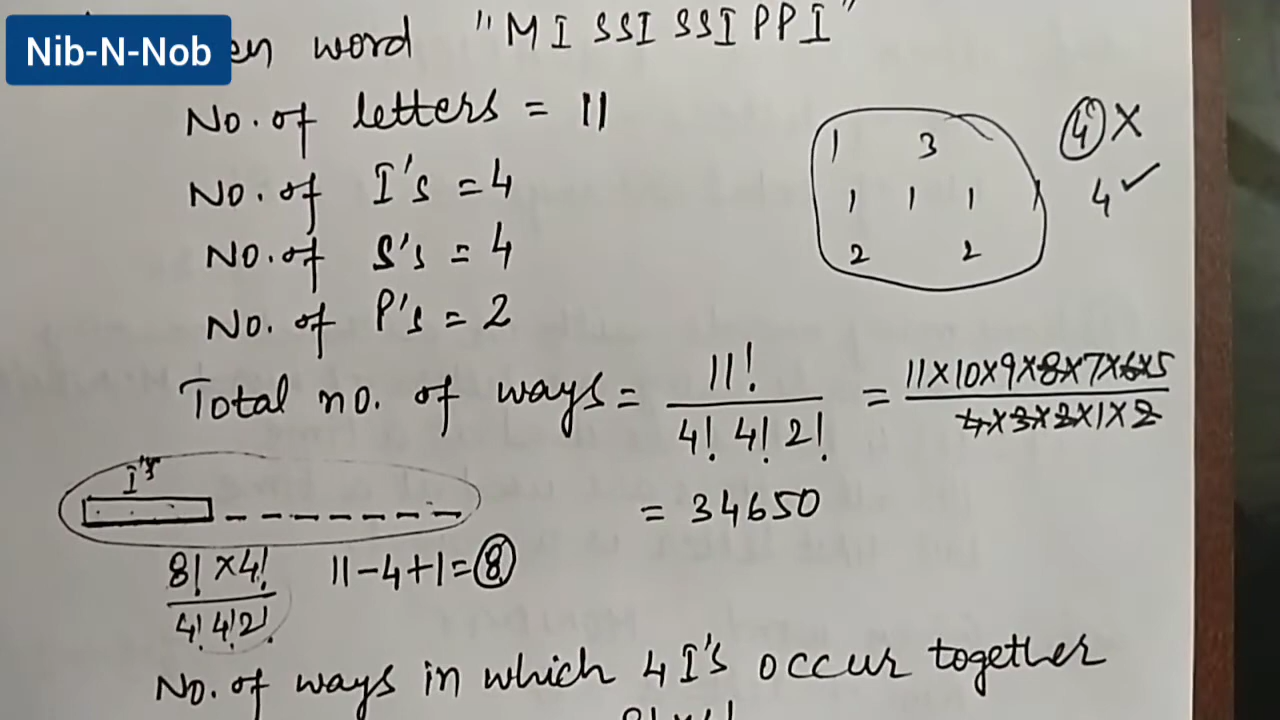 Nib-N-Nob
en word "MISSISSIPPI"
No. of letters = 11
No. of I's = 4
No. of S's = 4
No. of P's = 2
1 3
1 1 1 1
2 2
4 X
4 ✓
Total no. of ways = 11! / 4! 4! 2! = 11×10×9×8×7×6×5 / 4×3×2×1×2
= 34650
I's
8! ×4! / 4! 4! 2!
11-4+1=8
No. of ways in which 4 I's occur together